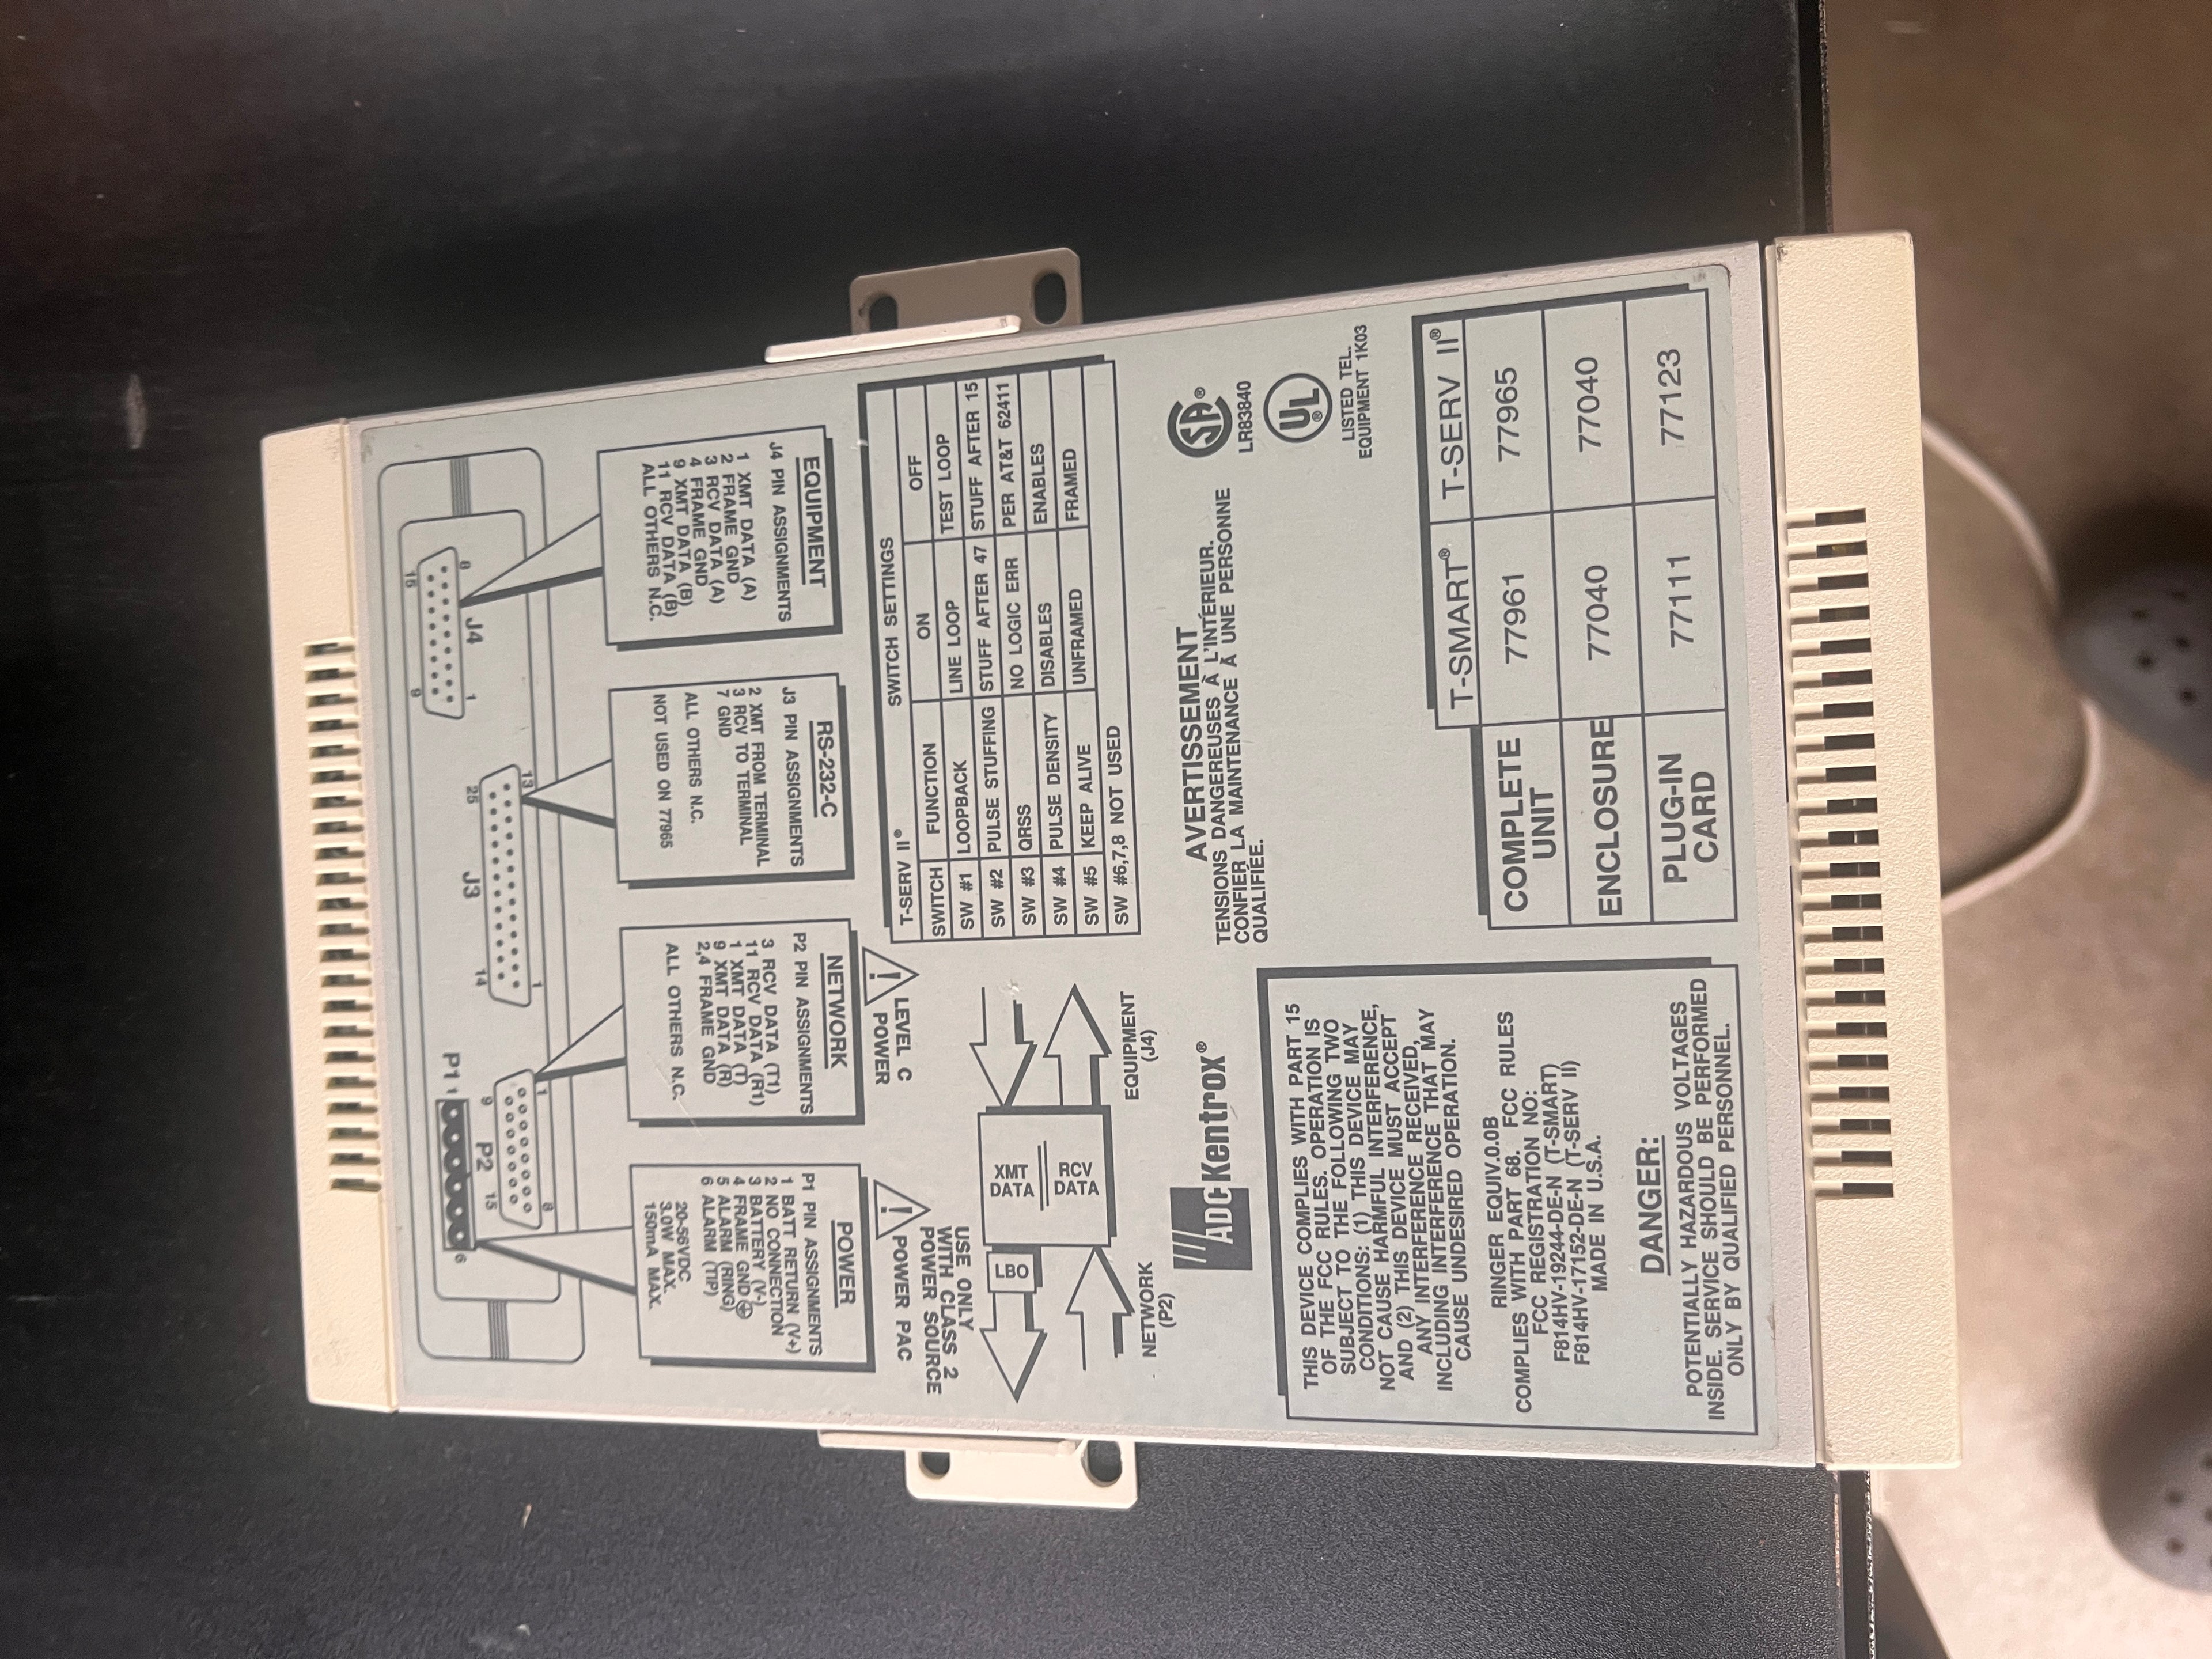 J4
8
15
1
9
J3
13
25
1
14
P2
1
9
8
15
P1
1
6
EQUIPMENT
J4 PIN ASSIGNMENTS
1 XMT DATA (A)
2 FRAME GND
3 RCV DATA (A)
4 FRAME GND
9 XMT DATA (B)
11 RCV DATA (B)
ALL OTHERS N.C.
RS-232-C
J3 PIN ASSIGNMENTS
2 XMT FROM TERMINAL
3 RCV TO TERMINAL
7 GND
ALL OTHERS N.C.
NOT USED ON 77965
NETWORK
P2 PIN ASSIGNMENTS
3 RCV DATA (T1)
11 RCV DATA (R1)
1 XMT DATA (T)
9 XMT DATA (R)
2,4 FRAME GND
ALL OTHERS N.C.
POWER
P1 PIN ASSIGNMENTS
1 BATT RETURN (V+)
2 NO CONNECTION
3 BATTERY (V-)
4 FRAME GND
5 ALARM (RING)
6 ALARM (TIP)
20-56VDC
3.0W MAX.
150mA MAX.
! LEVEL C
POWER
! POWER PAC
USE ONLY
WITH CLASS 2
POWER SOURCE
T-SERV II® SWITCH SETTINGS
SWITCH FUNCTION ON OFF
SW #1 LOOPBACK LINE LOOP TEST LOOP
SW #2 PULSE STUFFING STUFF AFTER 47 STUFF AFTER 15
SW #3 QRSS NO LOGIC ERR PER AT&T 62411
SW #4 PULSE DENSITY DISABLES ENABLES
SW #5 KEEP ALIVE UNFRAMED FRAMED
SW #6,7,8 NOT USED
XMT
DATA
RCV
DATA
LBO
NETWORK
(P2)
EQUIPMENT
(J4)
ADC Kentrox®
AVERTISSEMENT
TENSIONS DANGEREUSES À L'INTÉRIEUR.
CONFIER LA MAINTENANCE À UNE PERSONNE
QUALIFIÉE.
SA®
LR83840
UL®
LISTED TEL.
EQUIPMENT 1K03
THIS DEVICE COMPLIES WITH PART 15
OF THE FCC RULES. OPERATION IS
SUBJECT TO THE FOLLOWING TWO
CONDITIONS: (1) THIS DEVICE MAY
NOT CAUSE HARMFUL INTERFERENCE,
AND (2) THIS DEVICE MUST ACCEPT
ANY INTERFERENCE RECEIVED,
INCLUDING INTERFERENCE THAT MAY
CAUSE UNDESIRED OPERATION.
RINGER EQUIV.0.0B
COMPLIES WITH PART 68. FCC RULES
FCC REGISTRATION NO:
F814HV-19244-DE-N (T-SMART)
F814HV-17152-DE-N (T-SERV II)
MADE IN U.S.A.
DANGER:
POTENTIALLY HAZARDOUS VOLTAGES
INSIDE. SERVICE SHOULD BE PERFORMED
ONLY BY QUALIFIED PERSONNEL.
T-SMART® T-SERV II®
COMPLETE
UNIT 77961 77965
ENCLOSURE 77040 77040
PLUG-IN
CARD 77111 77123